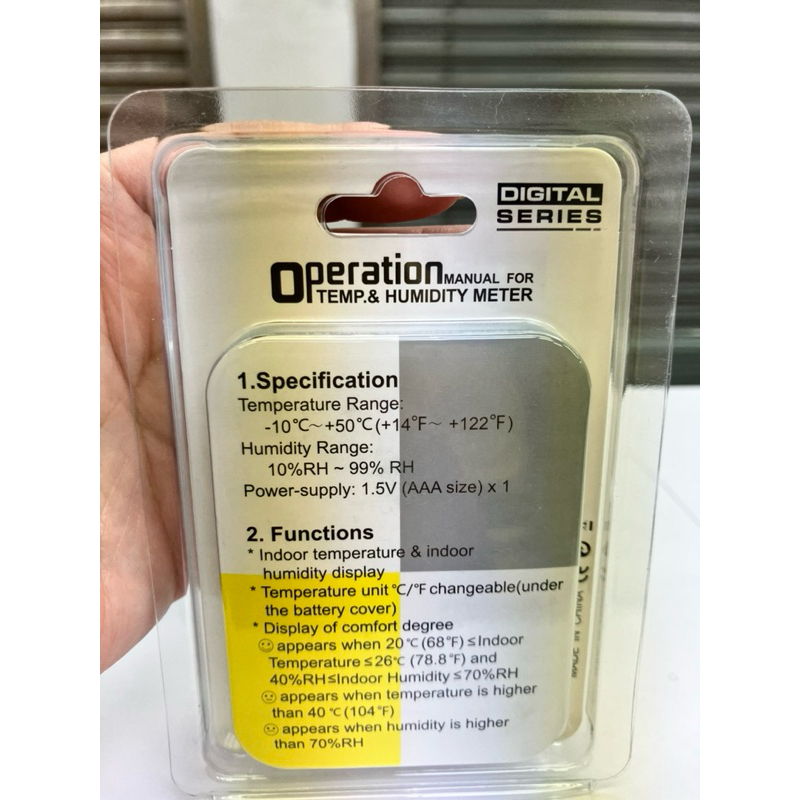 DIGITAL
SERIES
Operation MANUAL FOR
TEMP.& HUMIDITY METER
1.Specification
Temperature Range:
-10℃~+50℃(+14°F~ +122°F)
Humidity Range:
10%RH ~ 99% RH
Power-supply: 1.5V (AAA size) x 1
2. Functions
* Indoor temperature & indoor
humidity display
* Temperature unit ℃/°F changeable(under
the battery cover)
* Display of comfort degree
appears when 20℃(68°F)≤Indoor
Temperature≤26℃(78.8°F) and
40%RH≤Indoor Humidity≤70%RH
appears when temperature is higher
than 40℃(104°F)
appears when humidity is higher
than 70%RH
MADE IN CHINA CE